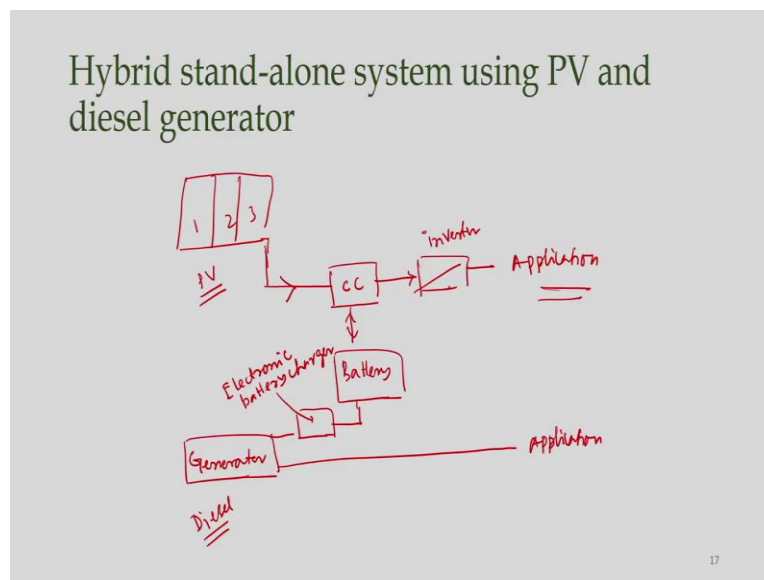 Hybrid stand-alone system using PV and
diesel generator
1 2 3
PV
CC
inverter
Application
Electronic
battery charger
Battery
Generator
Application
Diesel
17